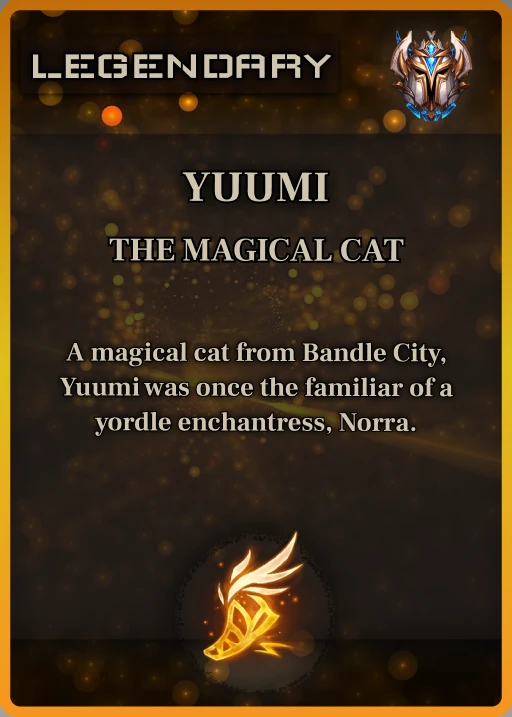 LEGENDARY
YUUMI
THE MAGICAL CAT
A magical cat from Bandle City,
Yuumi was once the familiar of a
yordle enchantress, Norra.